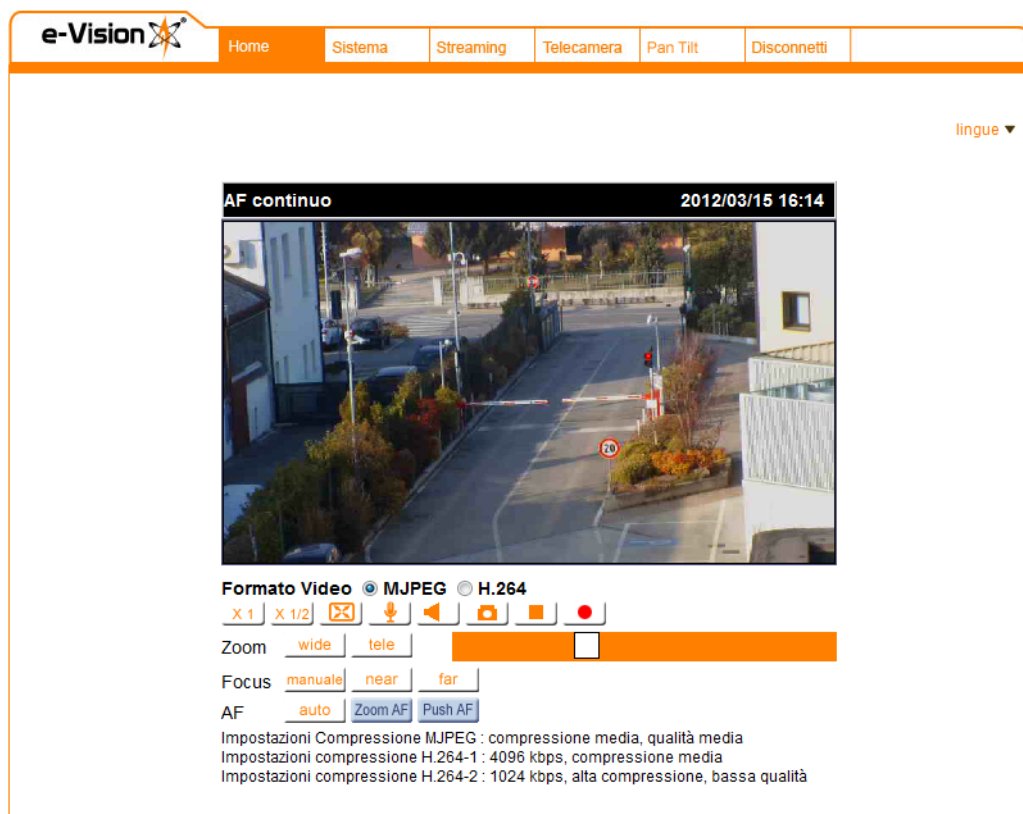 e-Vision
Home Sistema Streaming Telecamera Pan Tilt Disconnetti
lingue
AF continuo 2012/03/15 16:14
20
Formato Video MJPEG H.264
X 1 X 1/2
Zoom wide tele
Focus manuale near far
AF auto Zoom AF Push AF
Impostazioni Compressione MJPEG : compressione media, qualità media
Impostazioni compressione H.264-1 : 4096 kbps, compressione media
Impostazioni compressione H.264-2 : 1024 kbps, alta compressione, bassa qualità